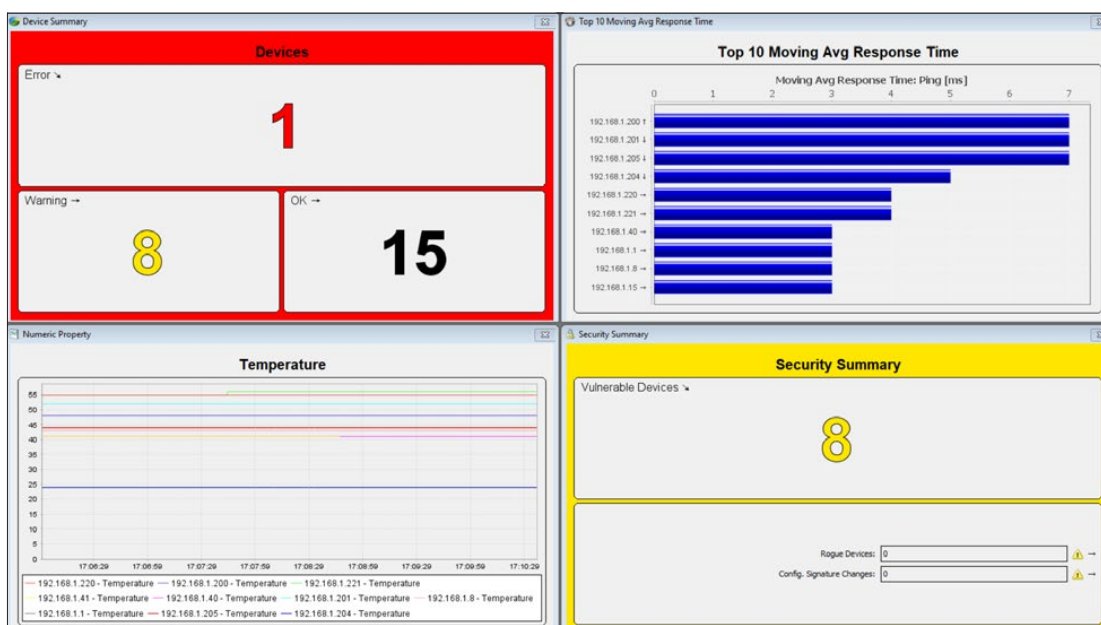 Device Summary
Devices
Error ↘
1
Warning →
8
OK →
15
Top 10 Moving Avg Response Time
Top 10 Moving Avg Response Time
Moving Avg Response Time: Ping [ms]
0 1 2 3 4 5 6 7
192.168.1.200 ↑
192.168.1.201 ↓
192.168.1.205 ↓
192.168.1.204 ↓
192.168.1.220 →
192.168.1.221 →
192.168.1.40 →
192.168.1.1 →
192.168.1.8 →
192.168.1.15 →
Numeric Property
Temperature
55
50
45
40
35
30
25
20
15
10
5
0
17:06:29 17:06:59 17:07:29 17:07:59 17:08:29 17:08:59 17:09:29 17:09:59 17:10:29
192.168.1.220 - Temperature 192.168.1.200 - Temperature 192.168.1.221 - Temperature
192.168.1.41 - Temperature 192.168.1.40 - Temperature 192.168.1.201 - Temperature 192.168.1.8 - Temperature
192.168.1.1 - Temperature 192.168.1.205 - Temperature 192.168.1.204 - Temperature
Security Summary
Security Summary
Vulnerable Devices ↘
8
Rogue Devices: 0 →
Config. Signature Changes: 0 →